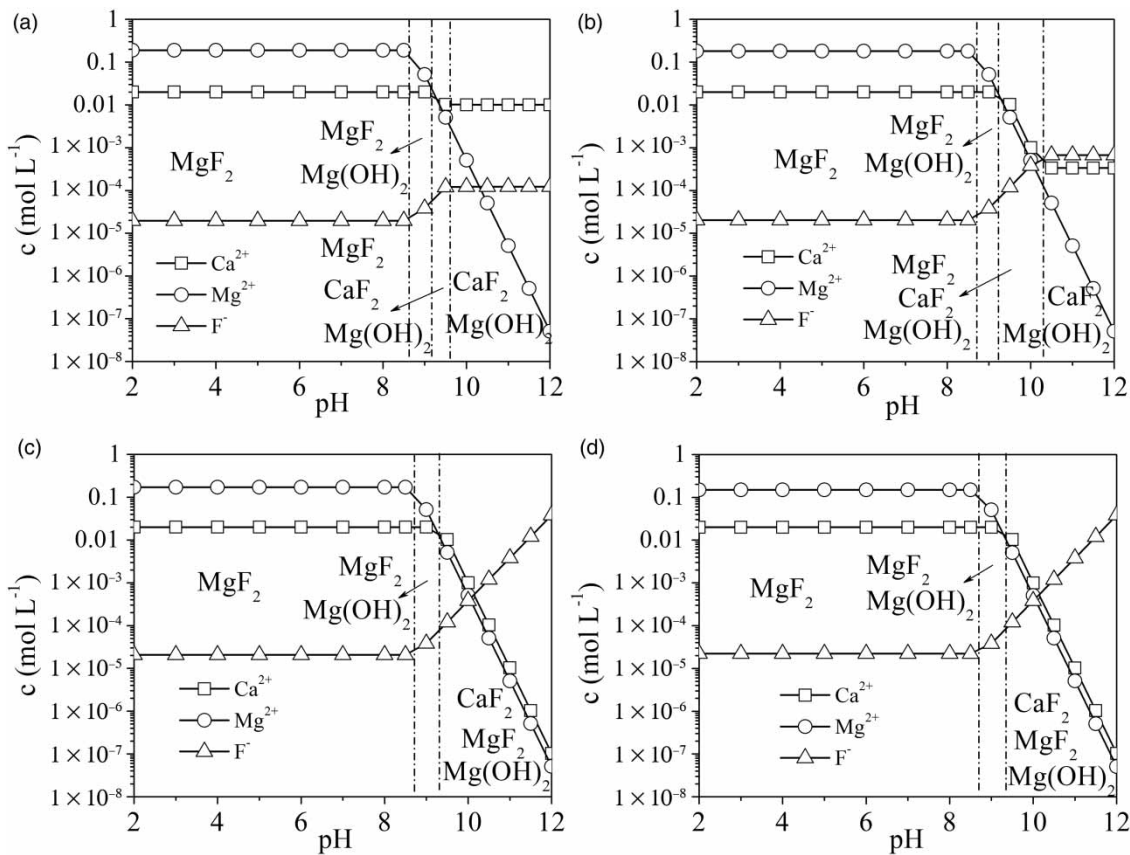 (a)
1
0.1
0.01
1×10⁻³
1×10⁻⁴
1×10⁻⁵
1×10⁻⁶
1×10⁻⁷
1×10⁻⁸
c (mol L⁻¹)
MgF₂
MgF₂
Mg(OH)₂
MgF₂
CaF₂
Mg(OH)₂
CaF₂
Mg(OH)₂
Ca²⁺
Mg²⁺
F⁻
2 4 6 8 10 12
pH
(b)
1
0.1
0.01
1×10⁻³
1×10⁻⁴
1×10⁻⁵
1×10⁻⁶
1×10⁻⁷
1×10⁻⁸
c (mol L⁻¹)
MgF₂
MgF₂
Mg(OH)₂
MgF₂
CaF₂
Mg(OH)₂
CaF₂
Mg(OH)₂
Ca²⁺
Mg²⁺
F⁻
2 4 6 8 10 12
pH
(c)
1
0.1
0.01
1×10⁻³
1×10⁻⁴
1×10⁻⁵
1×10⁻⁶
1×10⁻⁷
1×10⁻⁸
c (mol L⁻¹)
MgF₂
MgF₂
Mg(OH)₂
CaF₂
MgF₂
Mg(OH)₂
Ca²⁺
Mg²⁺
F⁻
2 4 6 8 10 12
pH
(d)
1
0.1
0.01
1×10⁻³
1×10⁻⁴
1×10⁻⁵
1×10⁻⁶
1×10⁻⁷
1×10⁻⁸
c (mol L⁻¹)
MgF₂
MgF₂
Mg(OH)₂
CaF₂
MgF₂
Mg(OH)₂
Ca²⁺
Mg²⁺
F⁻
2 4 6 8 10 12
pH